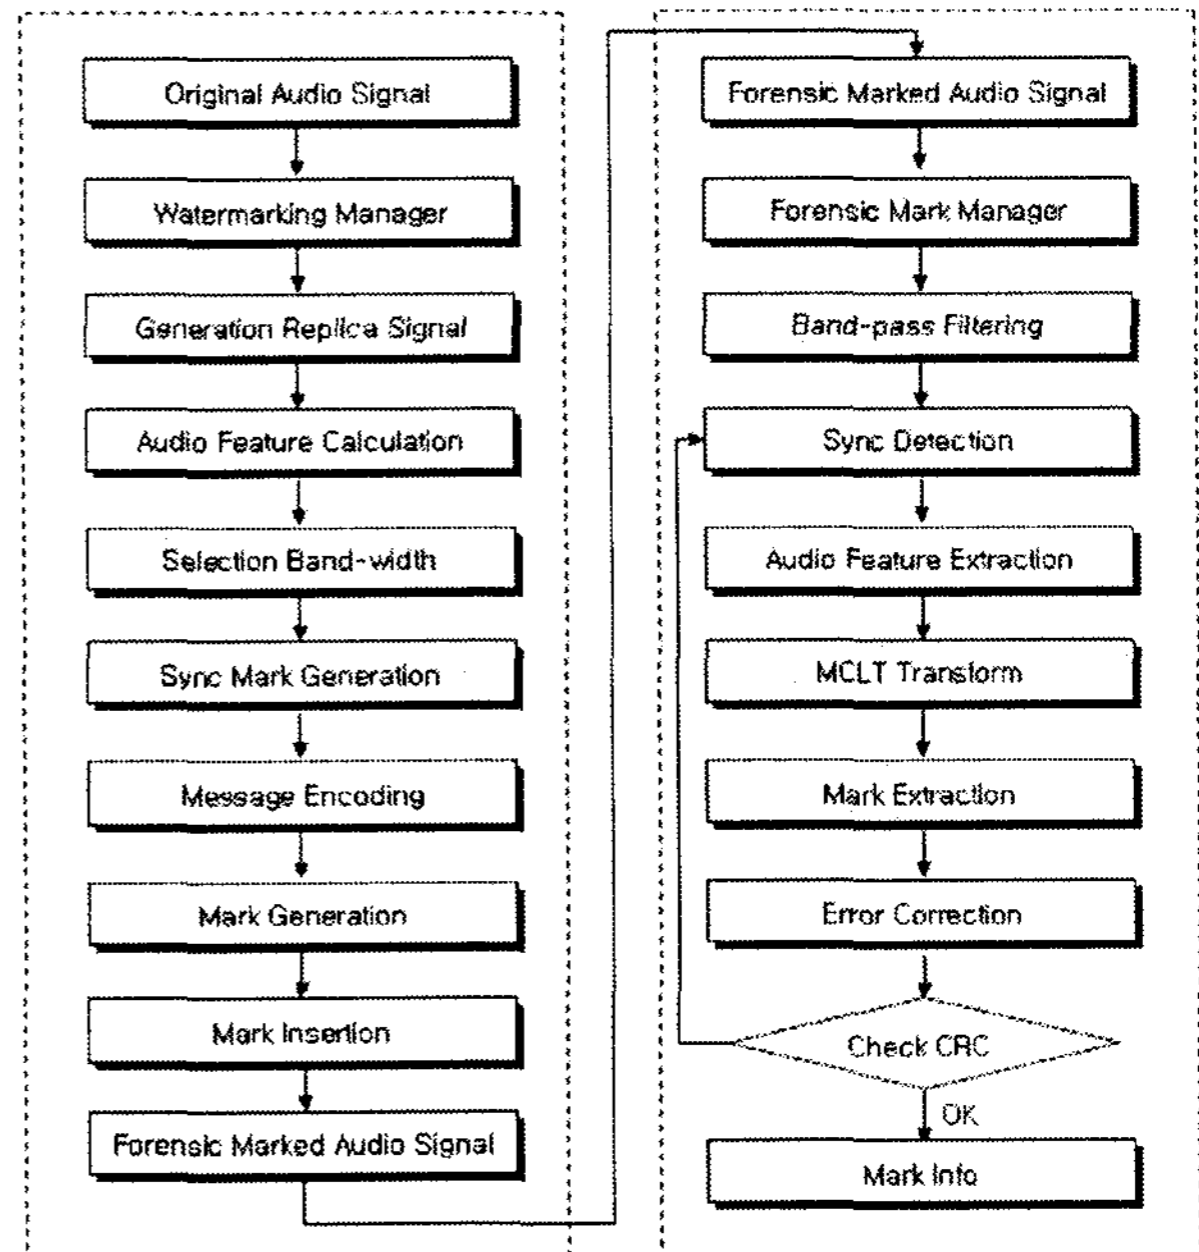 Original Audio Signal
Watermarking Manager
Generation Replica Signal
Audio Feature Calculation
Selection Band-width
Sync Mark Generation
Message Encoding
Mark Generation
Mark Insertion
Forensic Marked Audio Signal
Forensic Marked Audio Signal
Forensic Mark Manager
Band-pass Filtering
Sync Detection
Audio Feature Extraction
MCLT Transform
Mark Extraction
Error Correction
Check CRC
OK
Mark Info